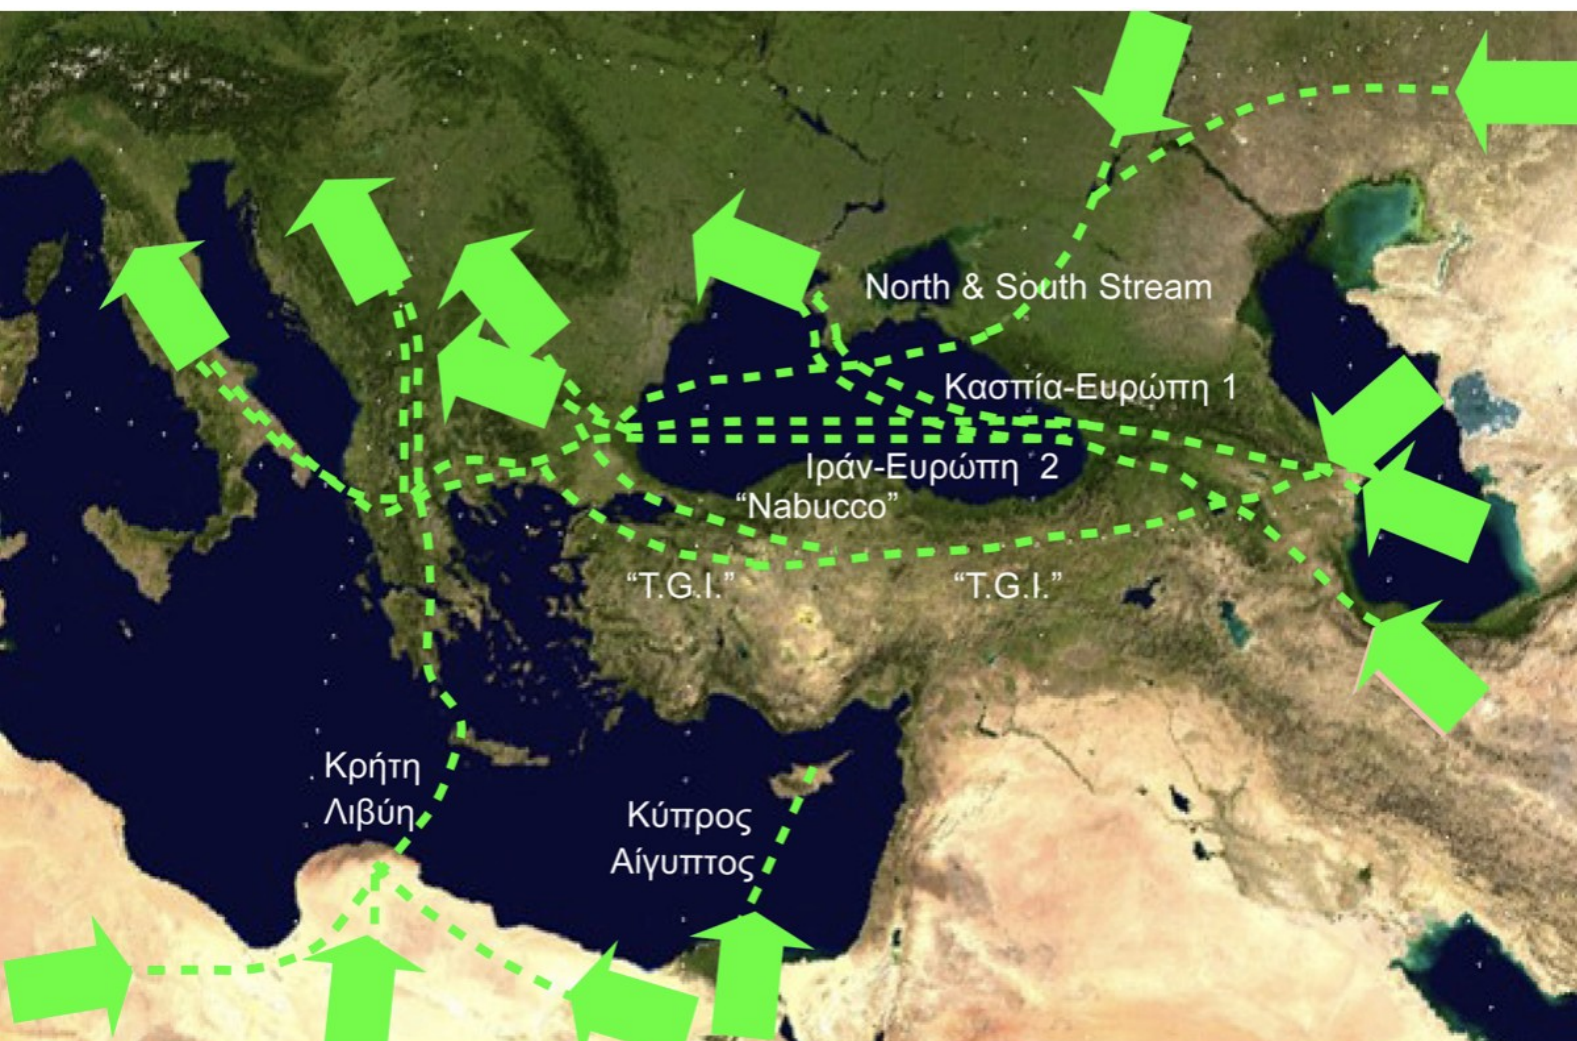 North & South Stream
Κασπία-Ευρώπη 1
Ιράν-Ευρώπη 2
“Nabucco”
“T.G.I.” “T.G.I.”
Κρήτη
Λιβύη
Κύπρος
Αίγυπτος